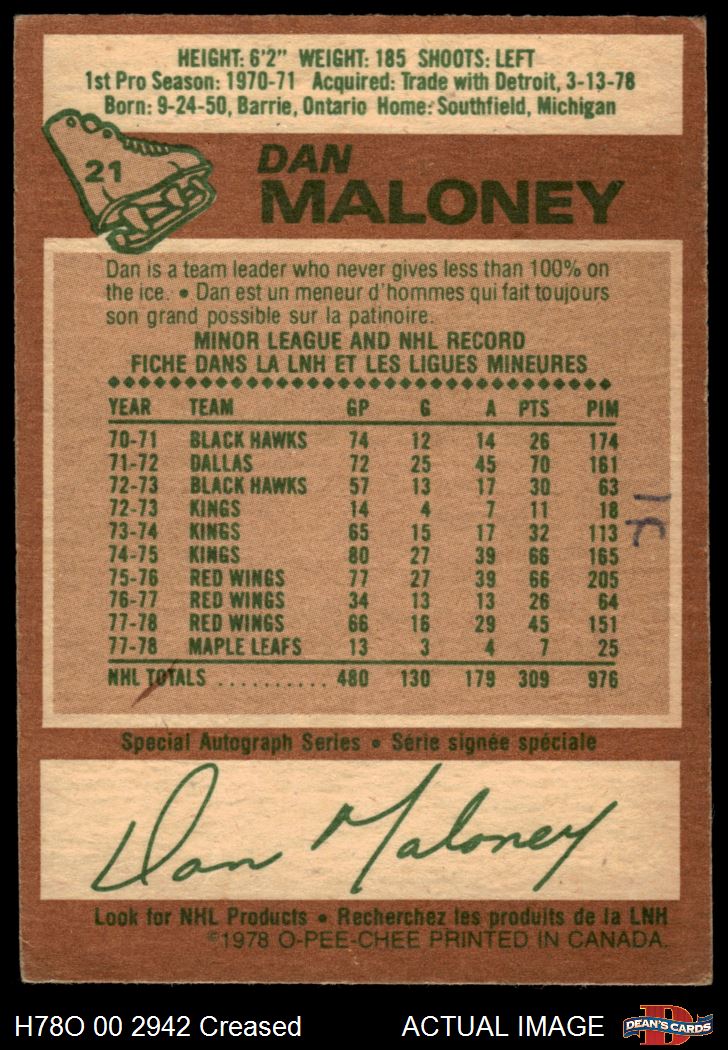 HEIGHT: 6'2" WEIGHT: 185 SHOOTS: LEFT
1st Pro Season: 1970-71 Acquired: Trade with Detroit, 3-13-78
Born: 9-24-50, Barrie, Ontario Home: Southfield, Michigan
21
DAN
MALONEY
Dan is a team leader who never gives less than 100% on
the ice. • Dan est un meneur d'hommes qui fait toujours
son grand possible sur la patinoire.
MINOR LEAGUE AND NHL RECORD
FICHE DANS LA LNH ET LES LIGUES MINEURES
YEAR TEAM GP G A PTS PIM
70-71 BLACK HAWKS 74 12 14 26 174
71-72 DALLAS 72 25 45 70 161
72-73 BLACK HAWKS 57 13 17 30 63
72-73 KINGS 14 4 7 11 18
73-74 KINGS 65 15 17 32 113
74-75 KINGS 80 27 39 66 165
75-76 RED WINGS 77 27 39 66 205
76-77 RED WINGS 34 13 13 26 64
77-78 RED WINGS 66 16 29 45 151
77-78 MAPLE LEAFS 13 3 4 7 25
NHL TOTALS .......... 480 130 179 309 976
Special Autograph Series • Série signée spéciale
Dan Maloney
Look for NHL Products • Recherchez les produits de la LNH
©1978 O-PEE-CHEE PRINTED IN CANADA.
H78O 00 2942 Creased ACTUAL IMAGE
D
DEAN'S CARDS